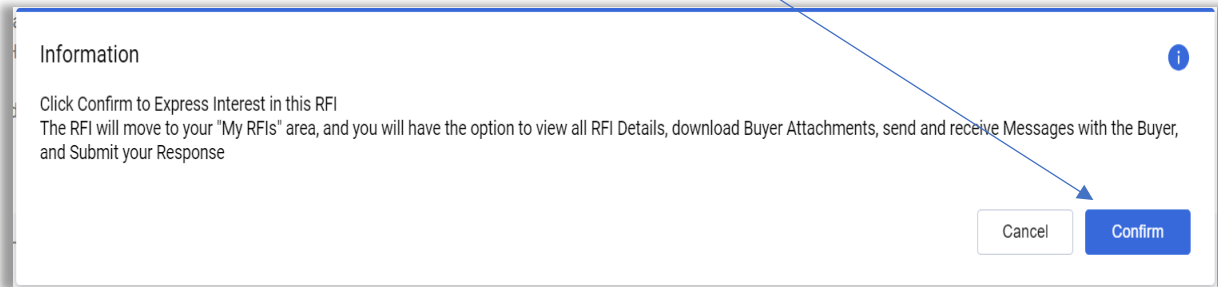 Information
Click Confirm to Express Interest in this RFI
The RFI will move to your "My RFIs" area, and you will have the option to view all RFI Details, download Buyer Attachments, send and receive Messages with the Buyer,
and Submit your Response
Cancel Confirm